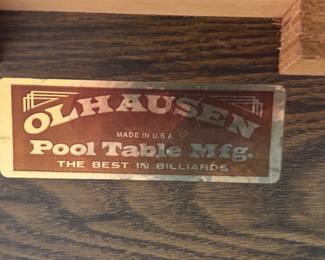 OLHAUSEN
MADE IN U.S.A
Pool Table Mfg.
THE BEST IN BILLIARDS